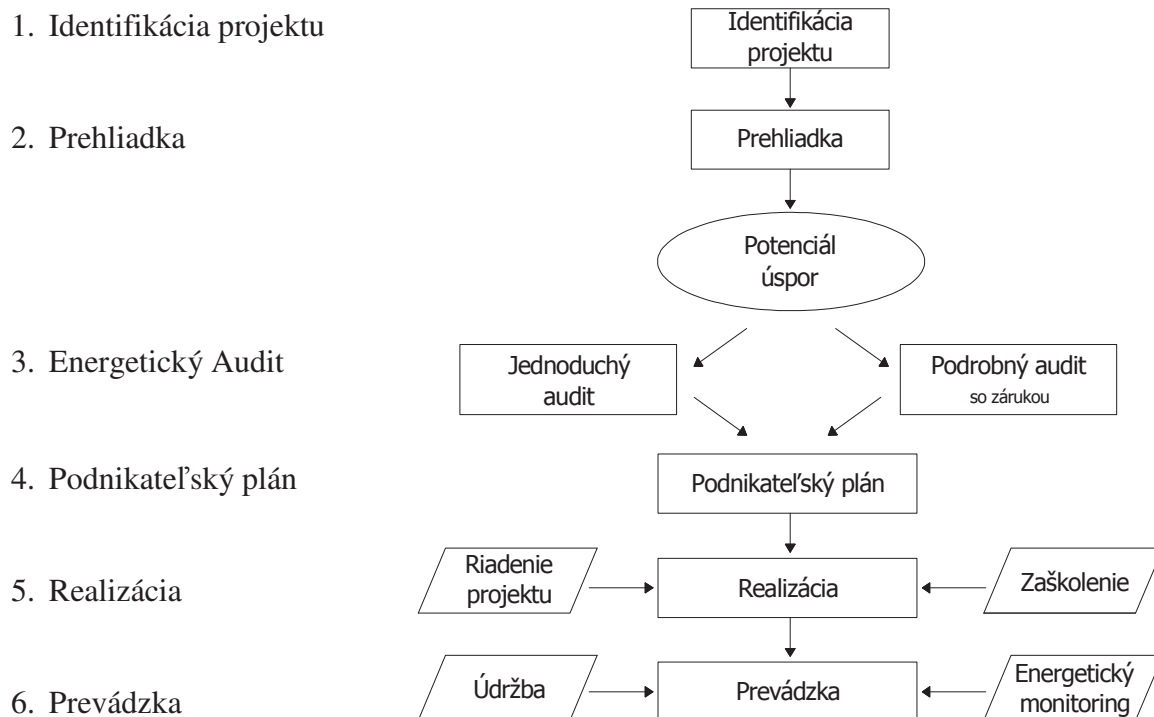 1. Identifikácia projektu
Identifikácia
projektu
2. Prehliadka
Prehliadka
Potenciál
úspor
3. Energetický Audit
Jednoduchý
audit
Podrobný audit
so zárukou
4. Podnikateľský plán
Podnikateľský plán
5. Realizácia
Riadenie
projektu
Realizácia
Zaškolenie
6. Prevádzka
Údržba
Prevádzka
Energetický
monitoring